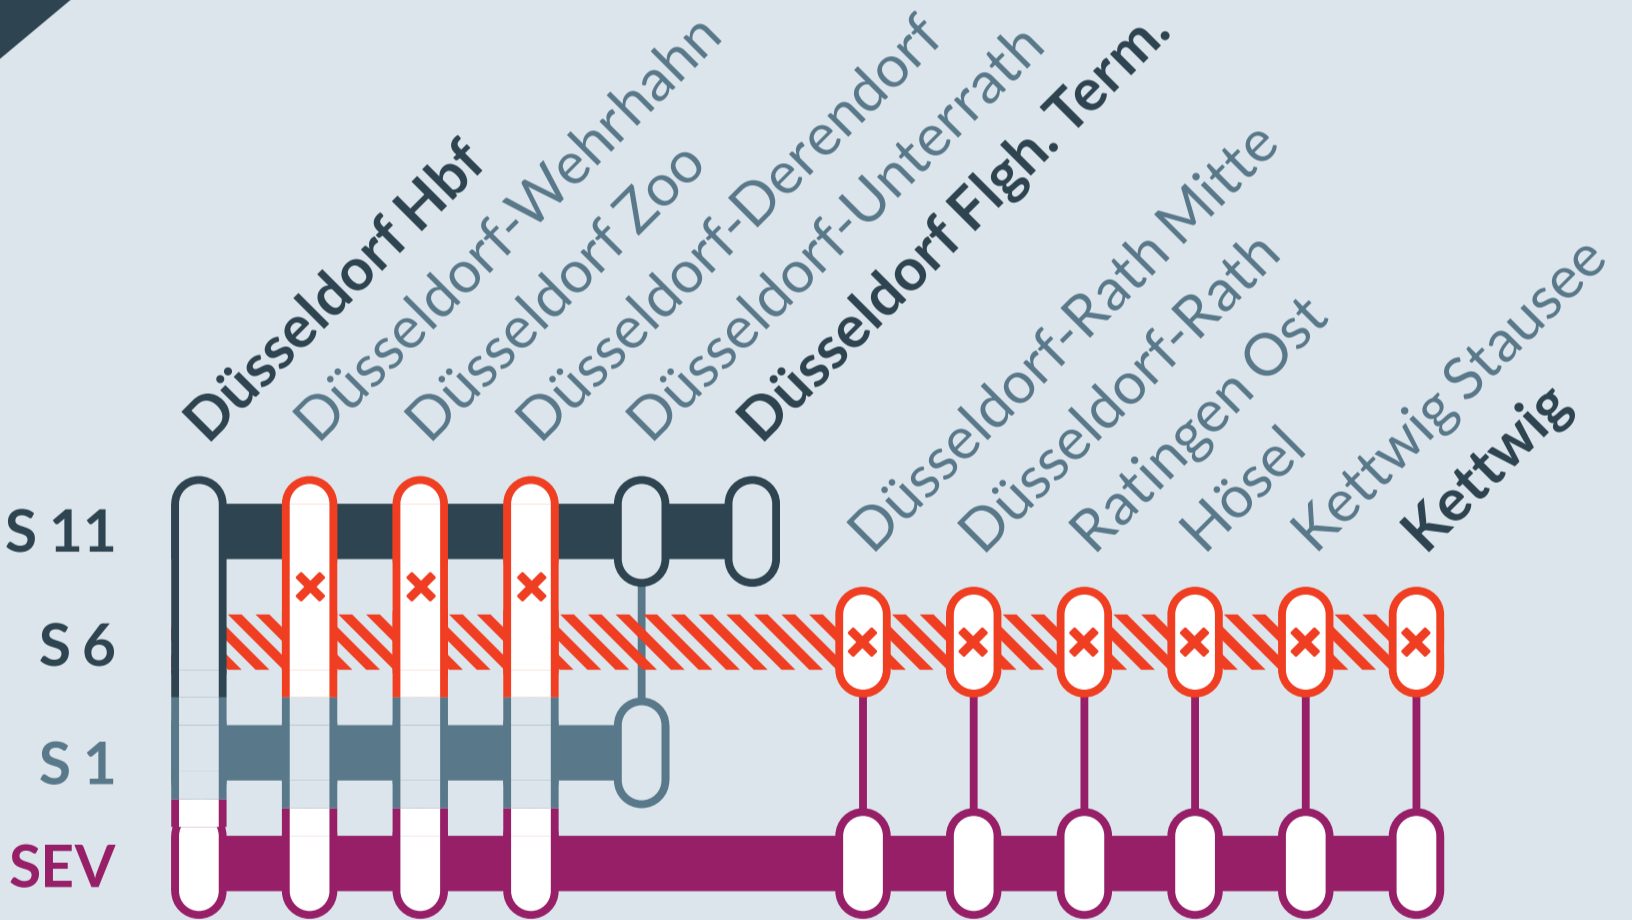 Düsseldorf Hbf
Düsseldorf-Wehrhahn
Düsseldorf Zoo
Düsseldorf-Derendorf
Düsseldorf-Unterrath
Düsseldorf Flgh. Term.
Düsseldorf-Rath Mitte
Düsseldorf-Rath
Ratingen Ost
Hösel
Kettwig Stausee
Kettwig
S 11
S 6
S 1
SEV